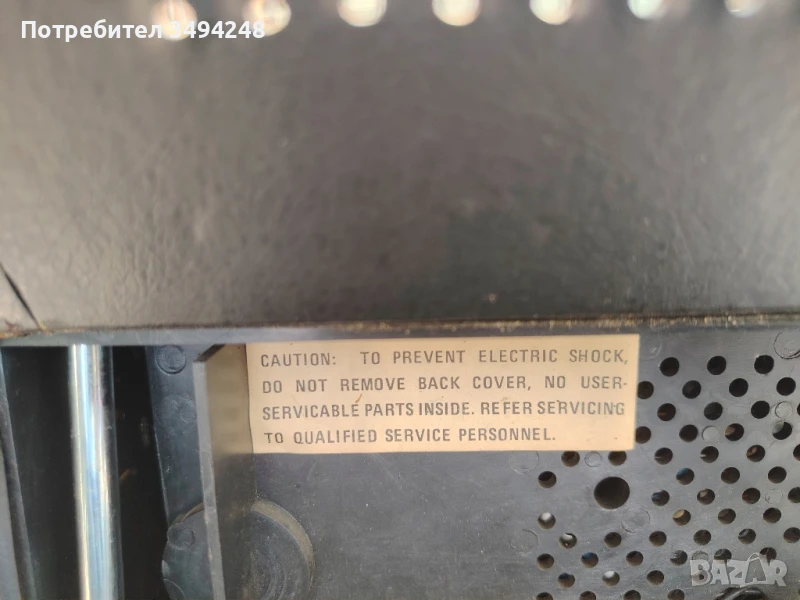 Потребител 3494248
CAUTION: TO PREVENT ELECTRIC SHOCK,
DO NOT REMOVE BACK COVER, NO USER-
SERVICABLE PARTS INSIDE. REFER SERVICING
TO QUALIFIED SERVICE PERSONNEL.
BAZAR